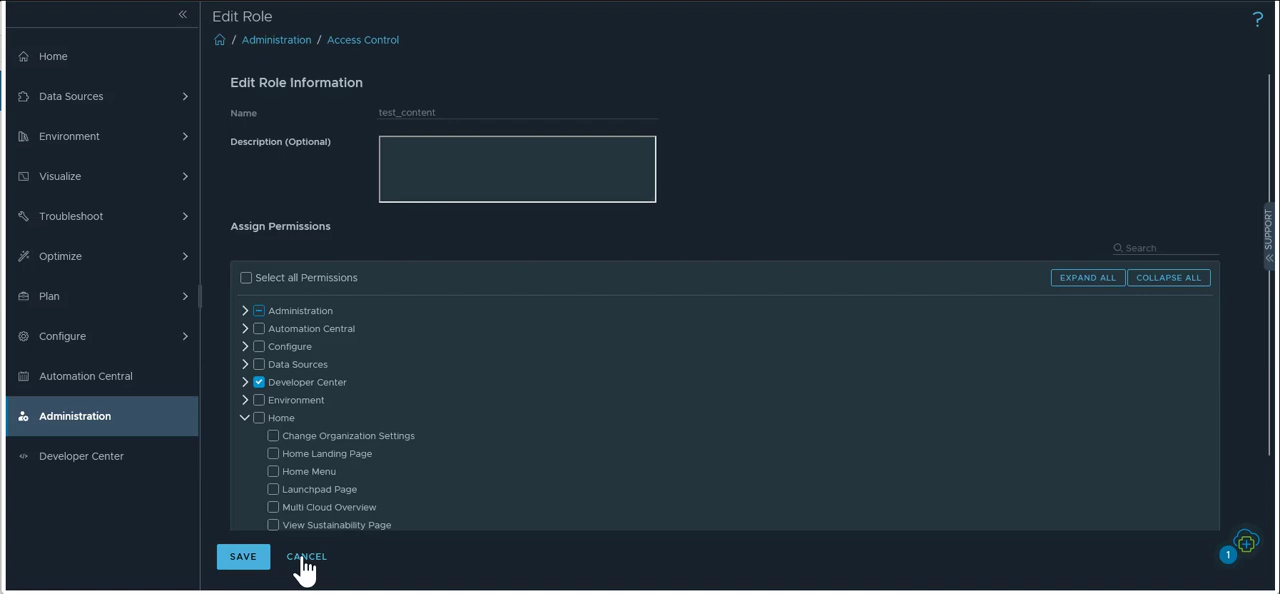 Edit Role
?
/ Administration / Access Control
Home
Data Sources
Environment
Visualize
Troubleshoot
Optimize
Plan
Configure
Automation Central
Administration
Developer Center
Edit Role Information
Name test_content
Description (Optional)
Assign Permissions
Search
Select all Permissions EXPAND ALL COLLAPSE ALL
Administration
Automation Central
Configure
Data Sources
Developer Center
Environment
Home
Change Organization Settings
Home Landing Page
Home Menu
Launchpad Page
Multi Cloud Overview
View Sustainability Page
SAVE CANCEL
SUPPORT
1